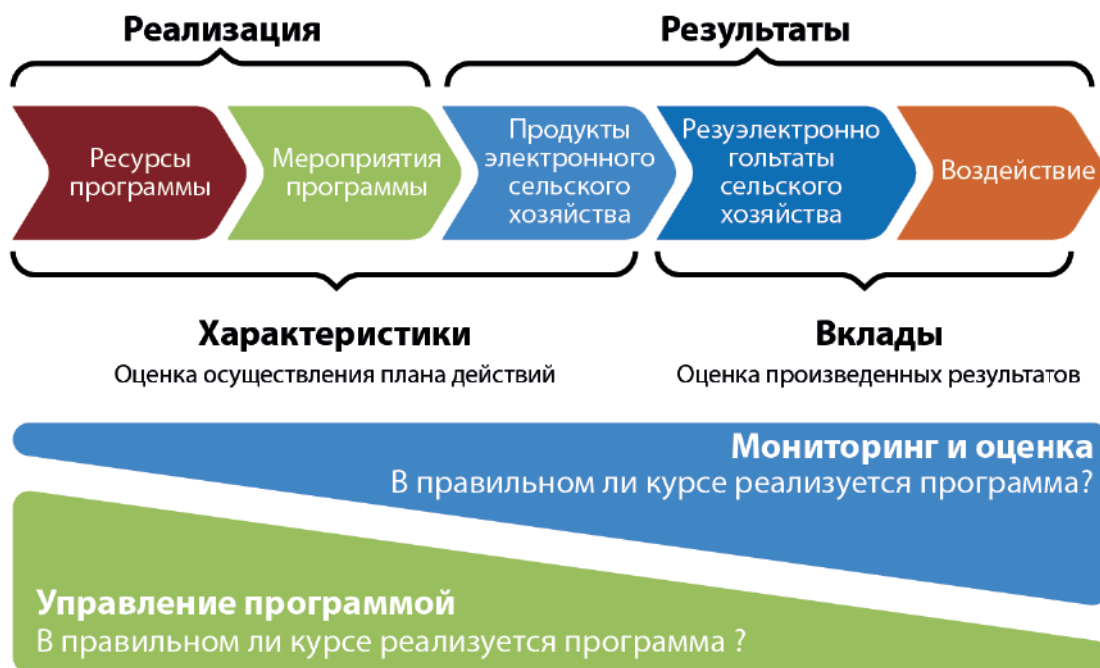 Реализация
Результаты
Ресурсы
программы
Мероприятия
программы
Продукты
электронного
сельского
хозяйства
Резуэлектронно
гольтаты
сельского
хозяйства
Воздействие
Характеристики
Оценка осуществления плана действий
Вклады
Оценка произведенных результатов
Мониторинг и оценка
В правильном ли курсе реализуется программа?
Управление программой
В правильном ли курсе реализуется программа ?